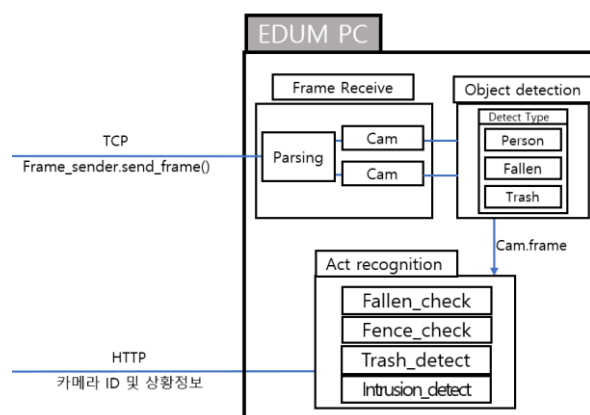 EDUM PC
Frame Receive
Object detection
Detect Type
TCP
Frame_sender.send_frame()
Parsing
Cam
Cam
Person
Fallen
Trash
Cam.frame
Act recognition
Fallen_check
Fence_check
Trash_detect
Intrusion_detect
HTTP
카메라 ID 및 상황정보